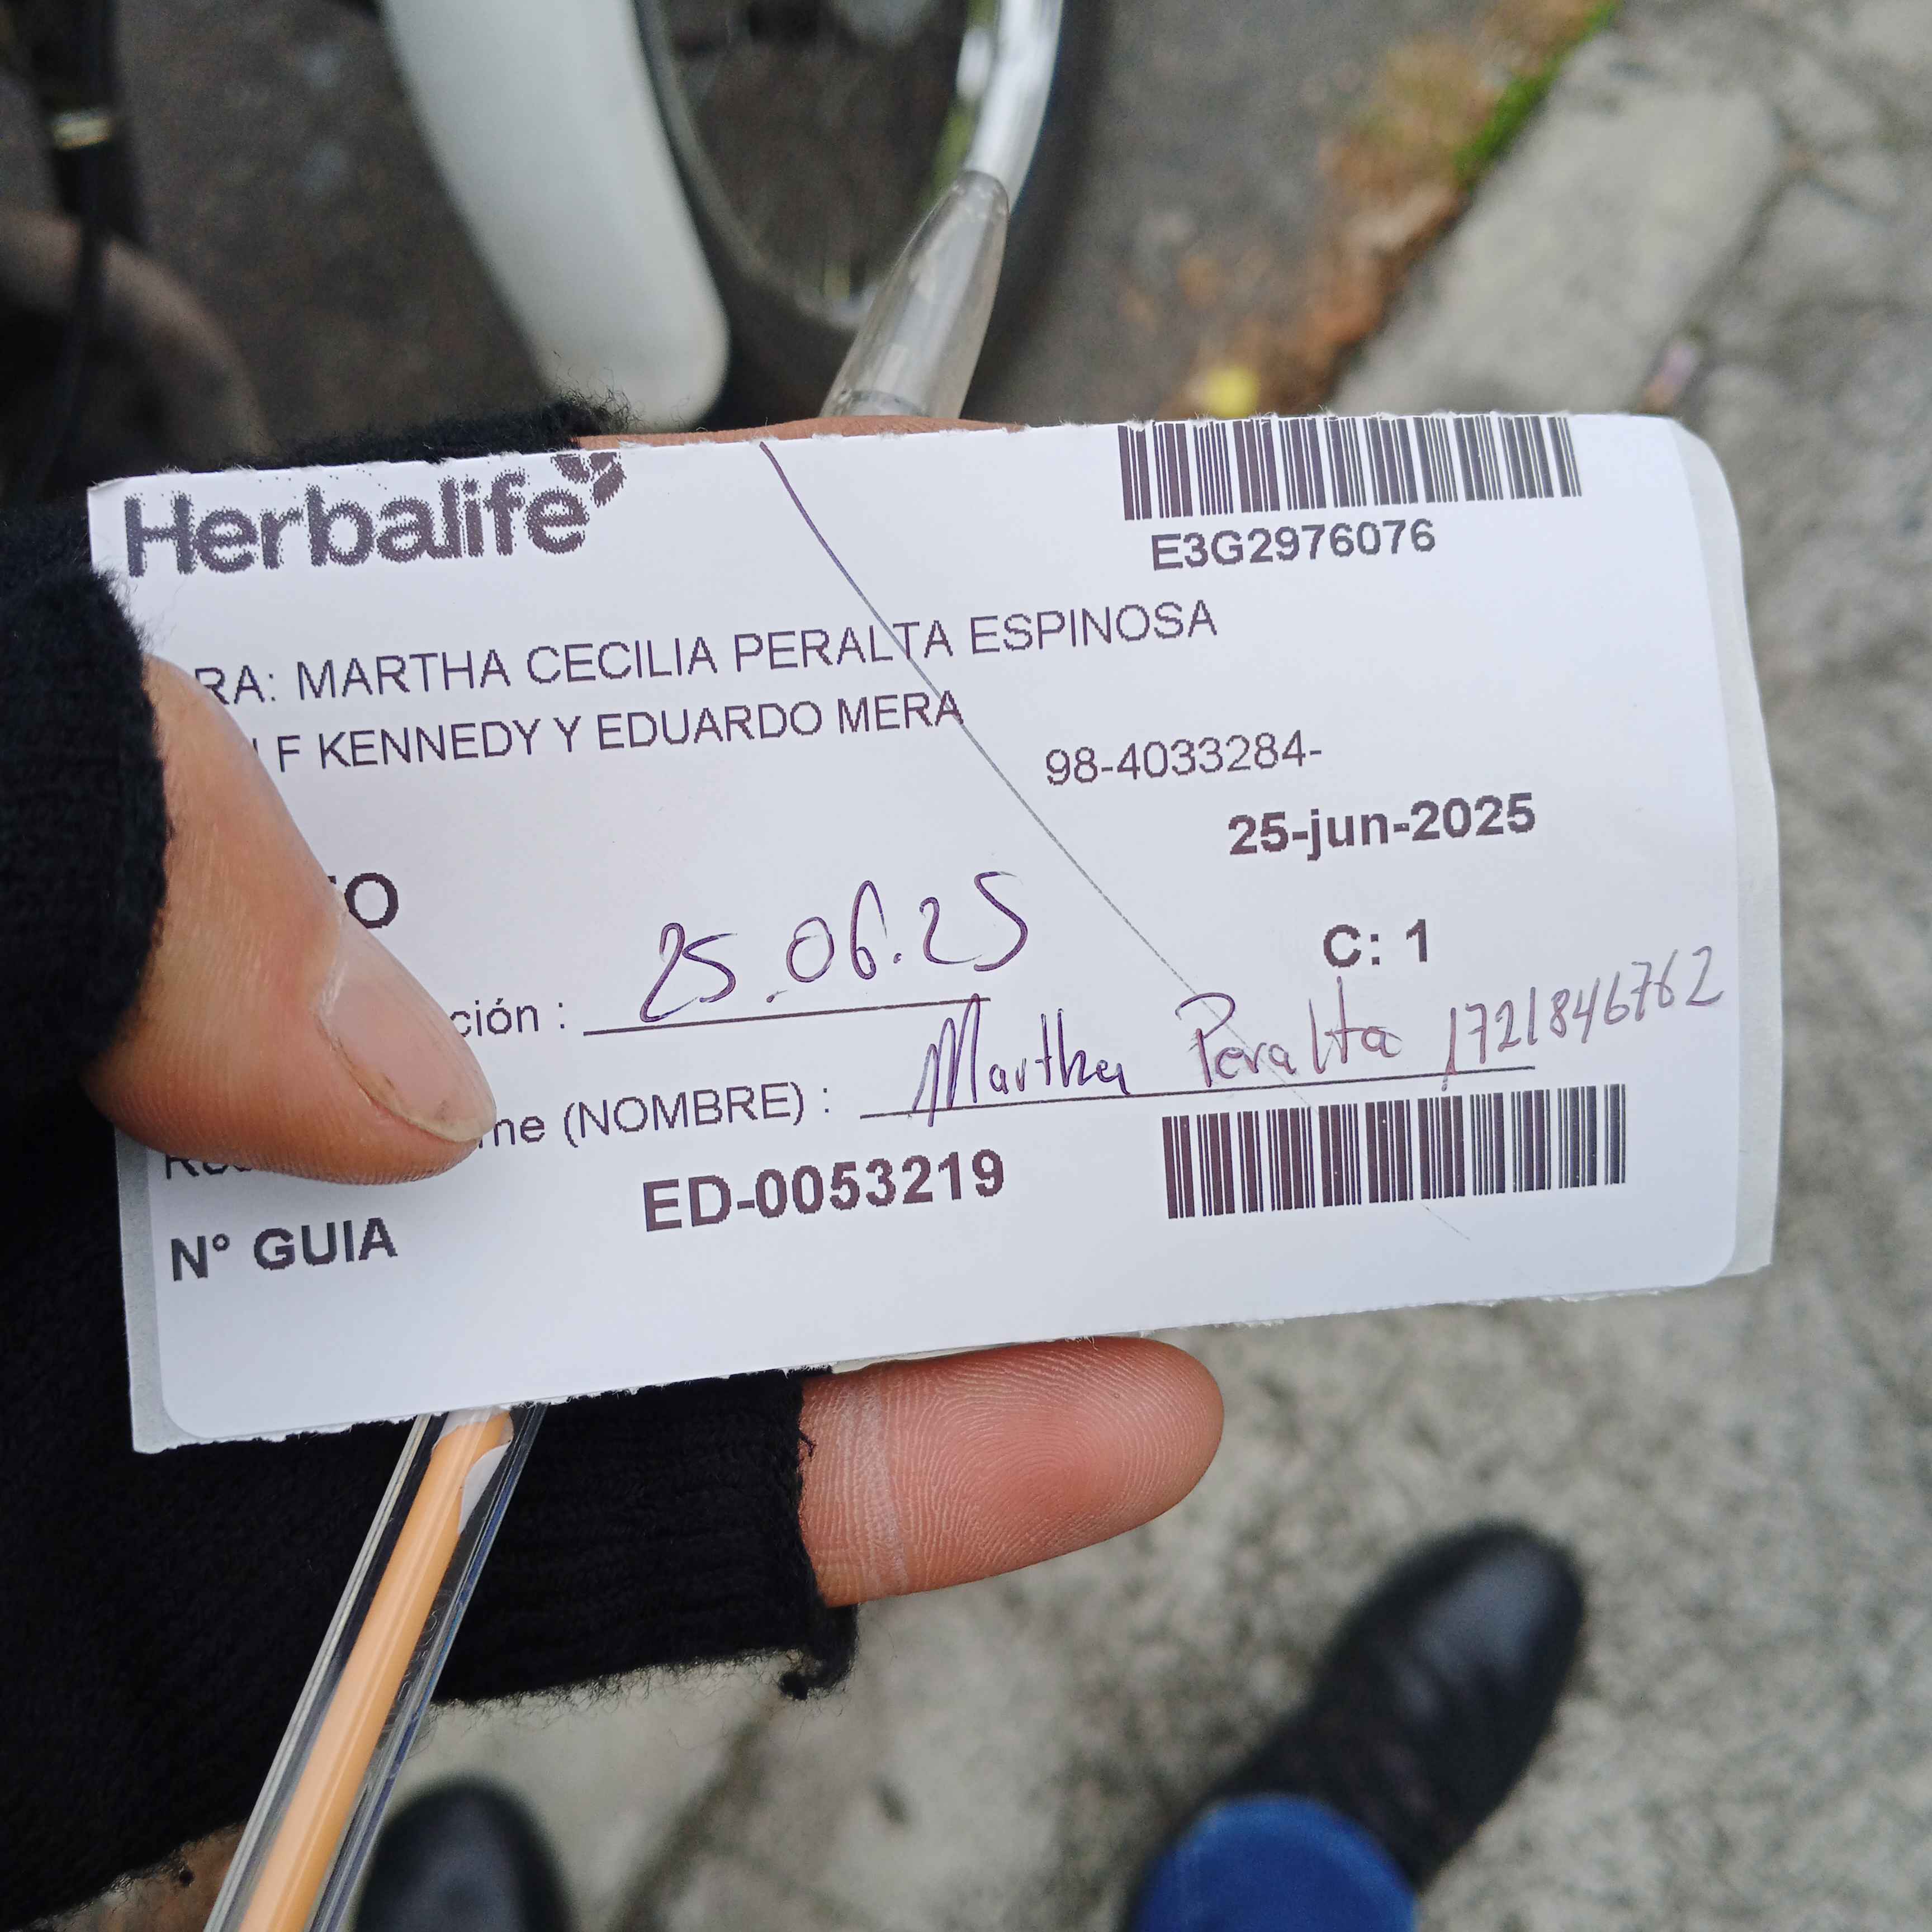 Herbalife
E3G2976076
RA: MARTHA CECILIA PERALTA ESPINOSA
F KENNEDY Y EDUARDO MERA
98-4033284-
25-jun-2025
O
C: 1
ción : 25.06.25
me (NOMBRE) : Martha Peralta 1721846762
N° GUIA ED-0053219